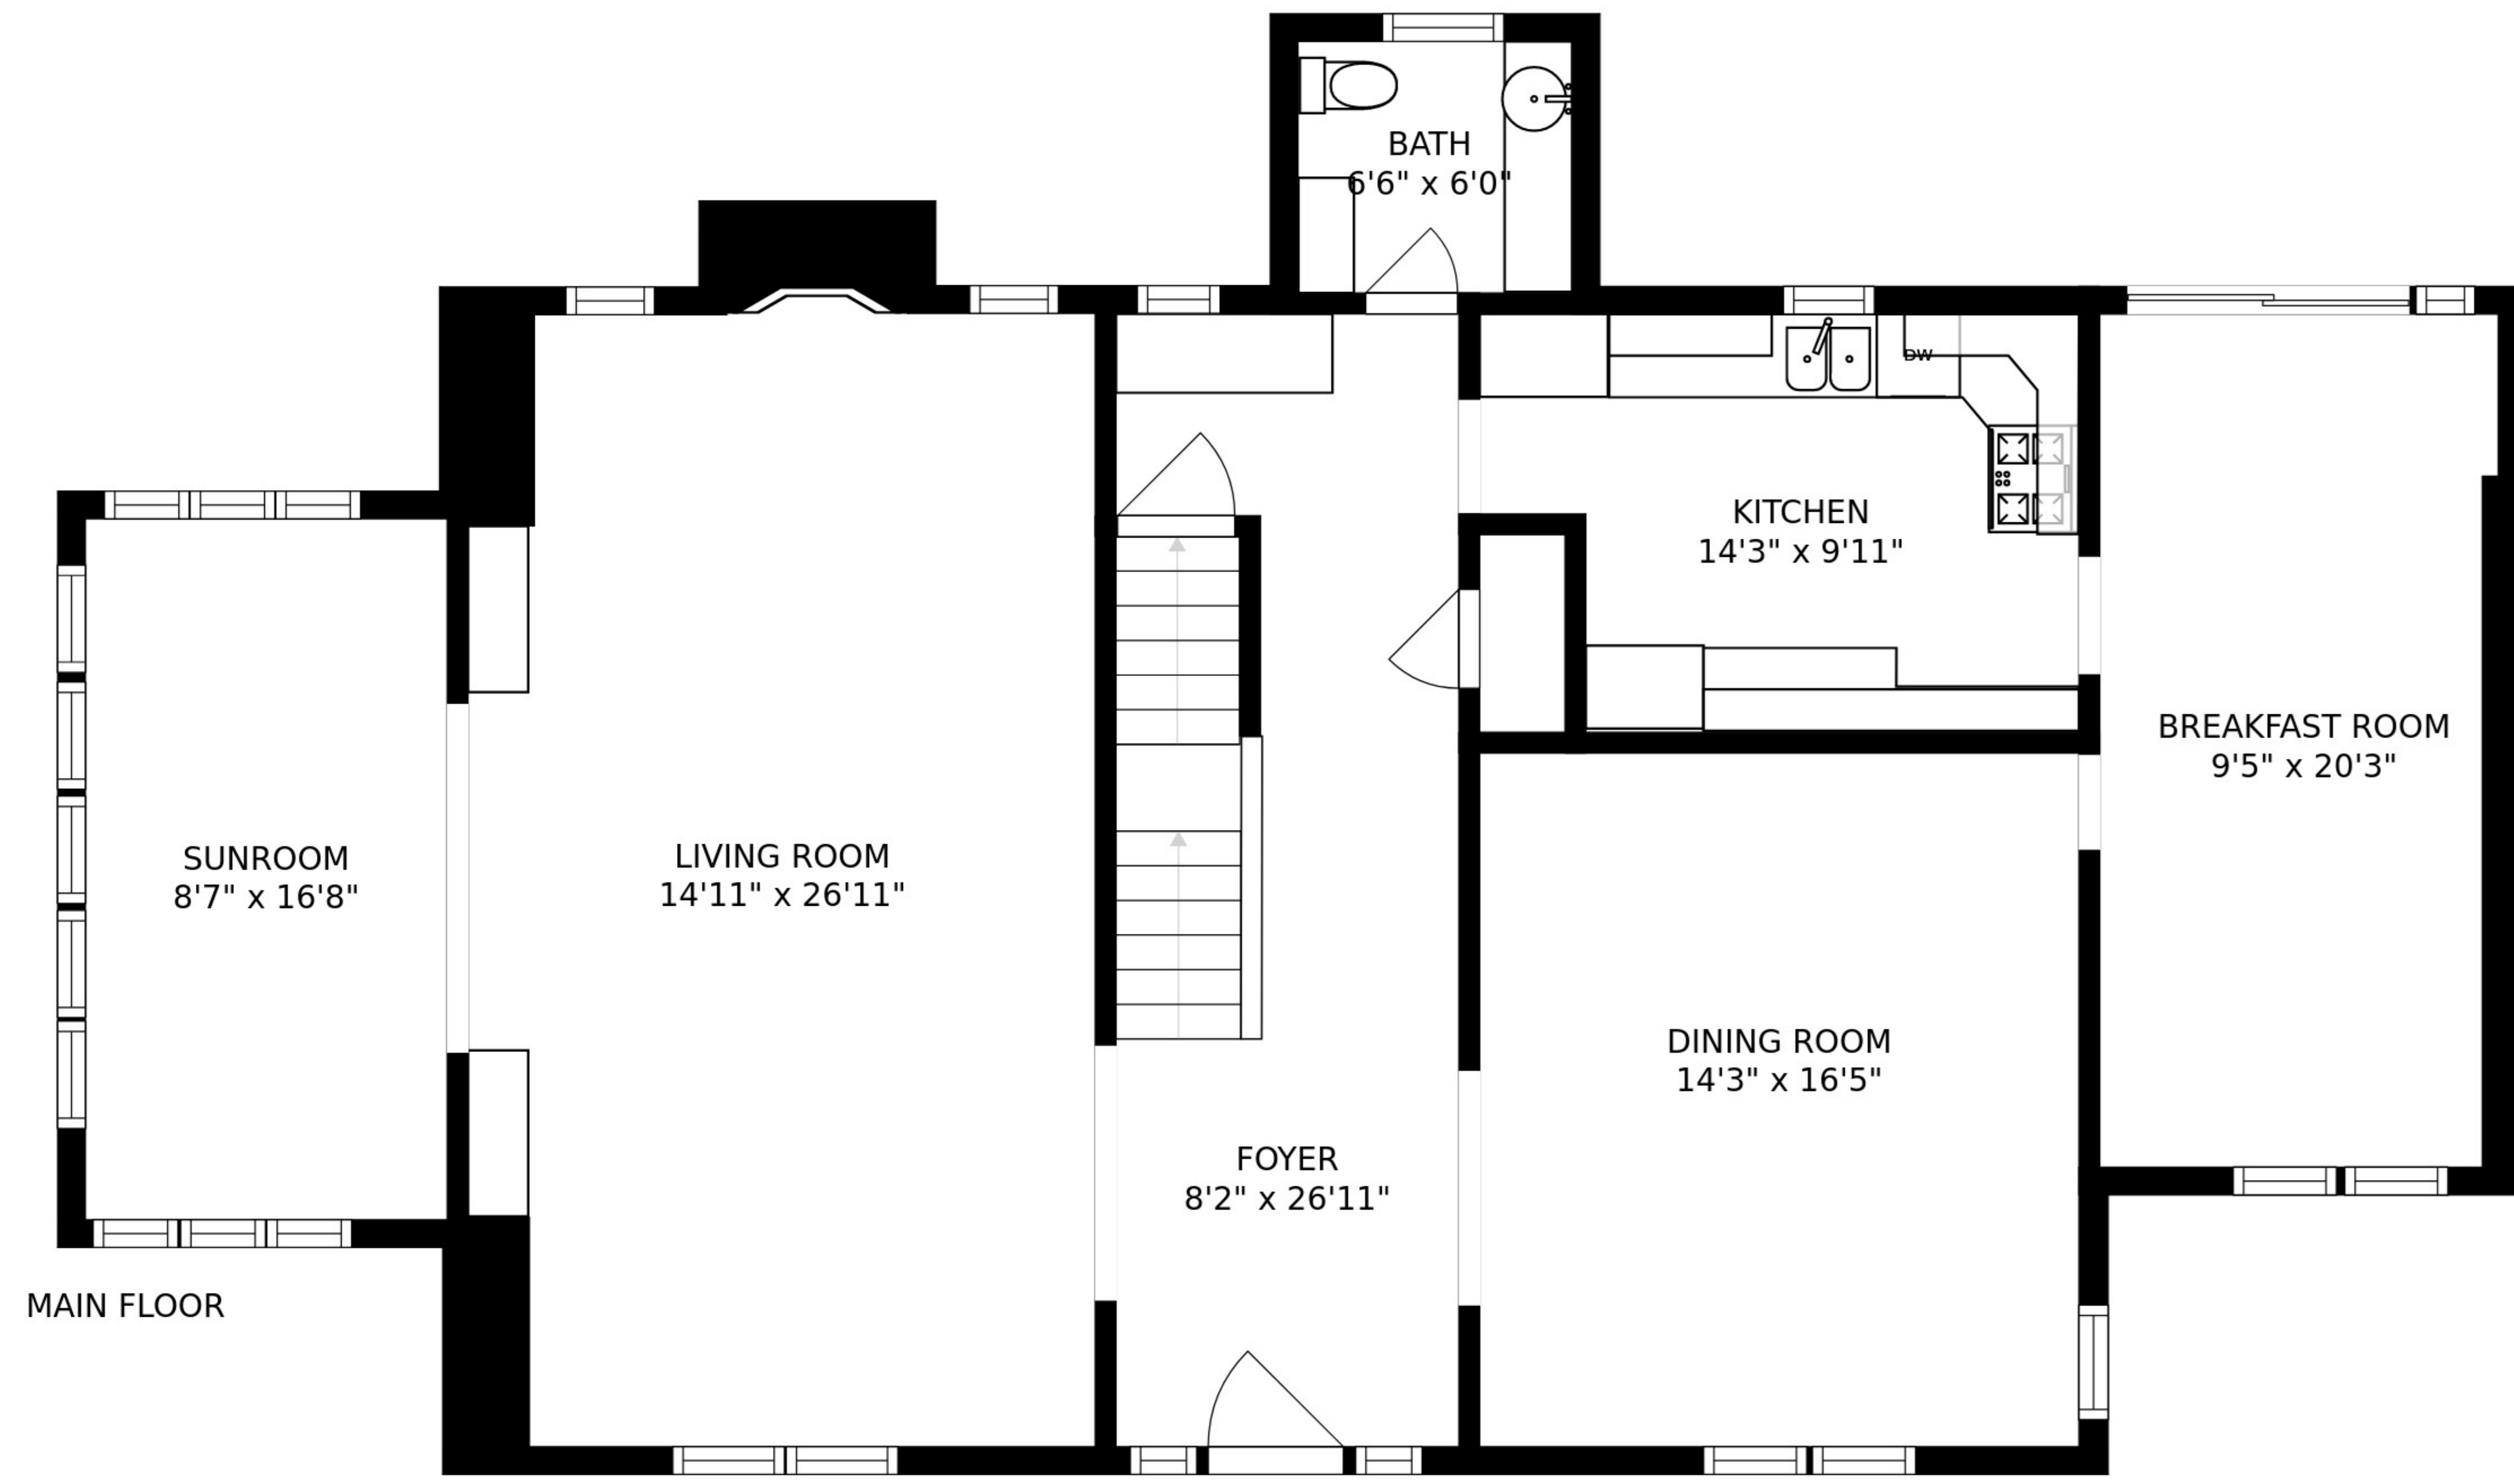 BATH
6'6" x 6'0"
DW
KITCHEN
14'3" x 9'11"
BREAKFAST ROOM
9'5" x 20'3"
SUNROOM
8'7" x 16'8"
LIVING ROOM
14'11" x 26'11"
DINING ROOM
14'3" x 16'5"
FOYER
8'2" x 26'11"
MAIN FLOOR